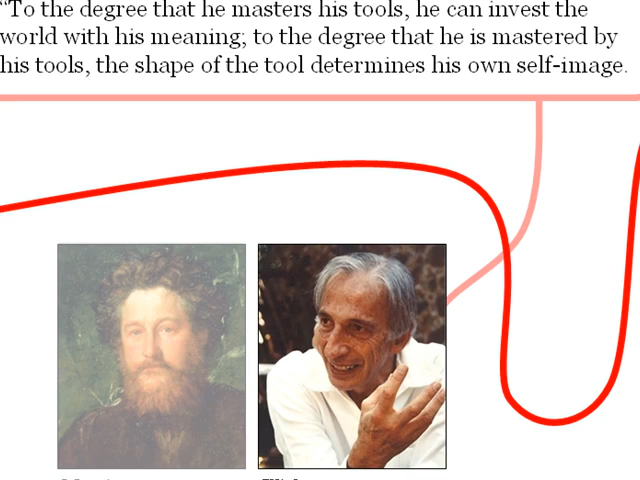 “To the degree that he masters his tools, he can invest the
world with his meaning; to the degree that he is mastered by
his tools, the shape of the tool determines his own self-image.